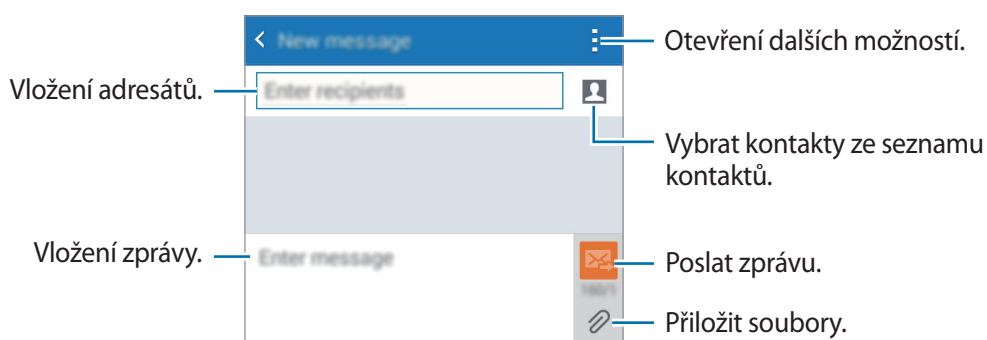 New message
Otevření dalších možností.
Vložení adresátů.
Enter recipients
Vybrat kontakty ze seznamu
kontaktů.
Vložení zprávy.
Enter message
Poslat zprávu.
160/1
Přiložit soubory.